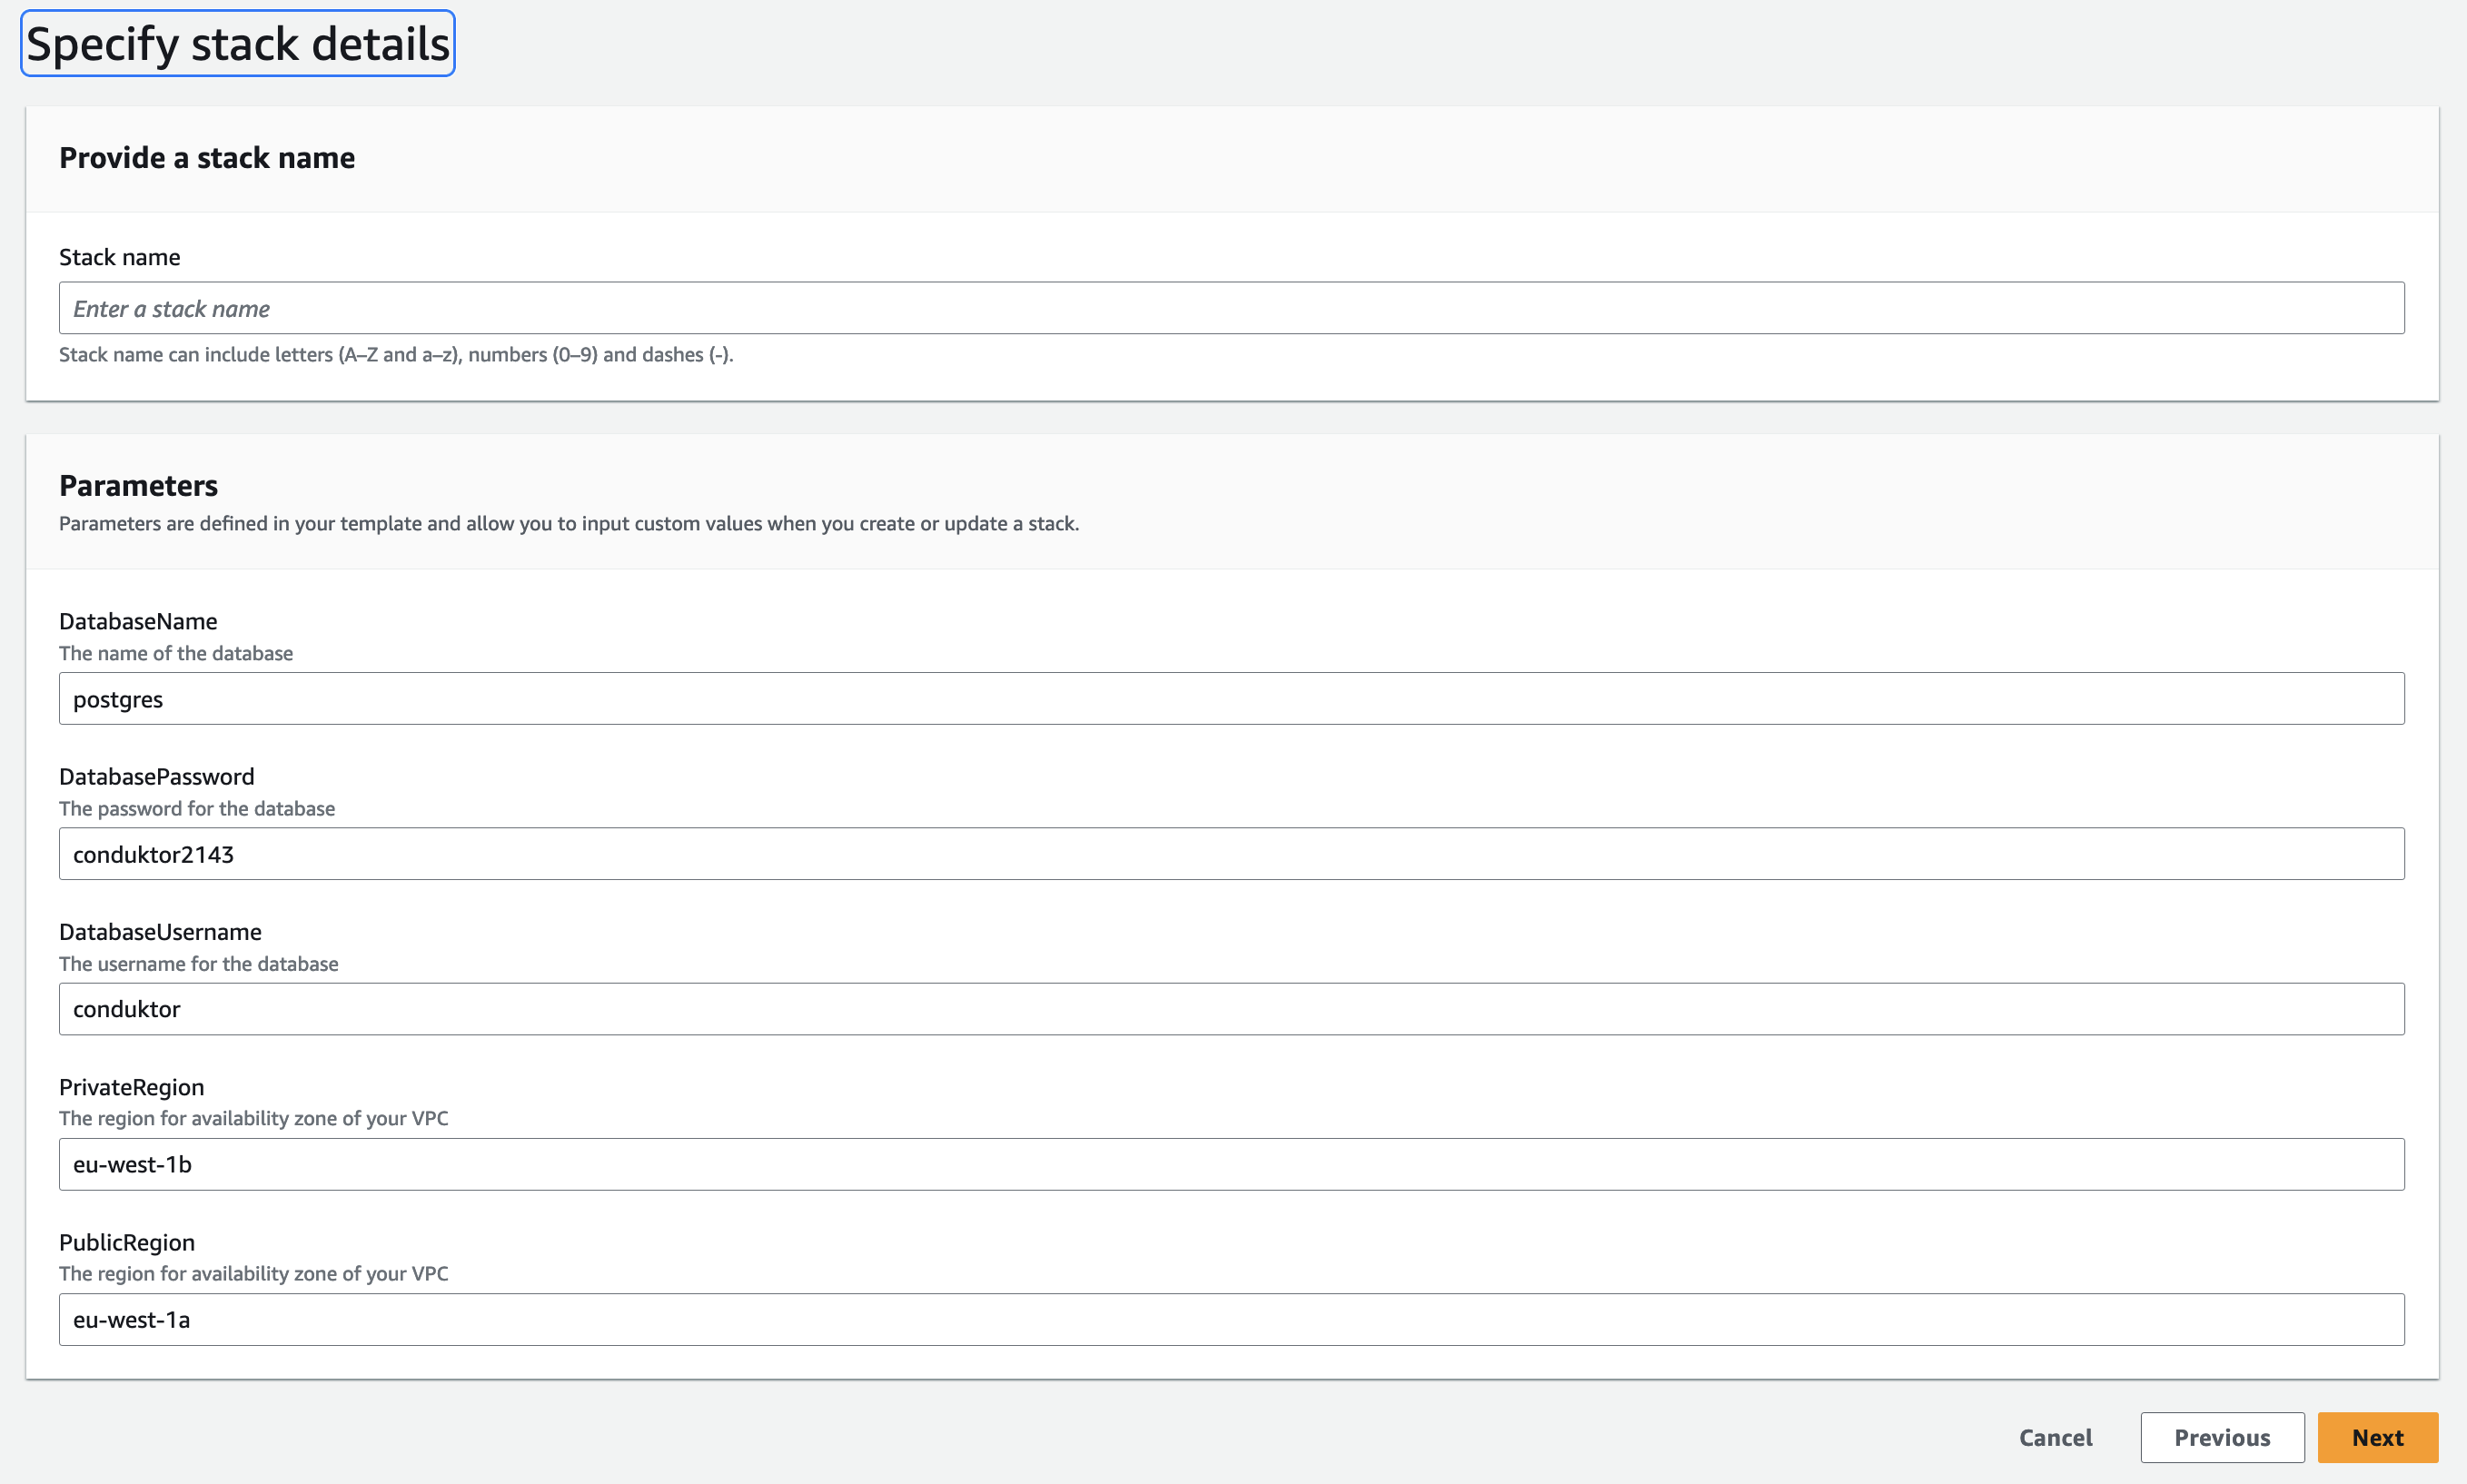 Specify stack details
Provide a stack name
Stack name
Enter a stack name
Stack name can include letters (A–Z and a–z), numbers (0–9) and dashes (-).
Parameters
Parameters are defined in your template and allow you to input custom values when you create or update a stack.
DatabaseName
The name of the database
postgres
DatabasePassword
The password for the database
conduktor2143
DatabaseUsername
The username for the database
conduktor
PrivateRegion
The region for availability zone of your VPC
eu-west-1b
PublicRegion
The region for availability zone of your VPC
eu-west-1a
Cancel Previous Next